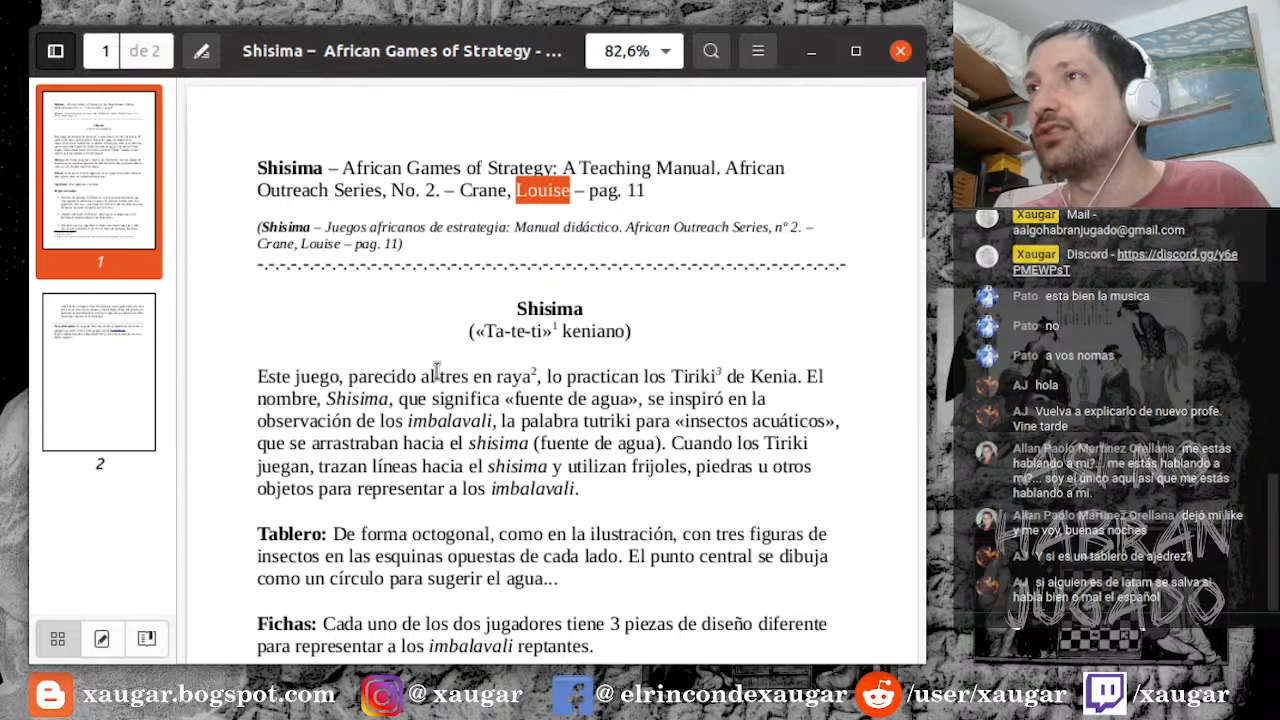 1 de 2
Shisima – African Games of Strategy - ...
82,6%
1
2
Shisima – African Games of Strategy: A Teaching Manual. African
Outreach Series, No. 2. – Crane, Louise – pag. 11
(Shisima – Juegos africanos de estrategia: Manual didáctico. African Outreach Series, nº 2. –
Crane, Louise – pag. 11)
Shisima
(«Ta-te-ti»1 keniano)
Este juego, parecido al tres en raya2, lo practican los Tiriki3 de Kenia. El
nombre, Shisima, que significa «fuente de agua», se inspiró en la
observación de los imbalavali, la palabra tutriki para «insectos acuáticos»,
que se arrastraban hacia el shisima (fuente de agua). Cuando los Tiriki
juegan, trazan líneas hacia el shisima y utilizan frijoles, piedras u otros
objetos para representar a los imbalavali.
Tablero: De forma octogonal, como en la ilustración, con tres figuras de
insectos en las esquinas opuestas de cada lado. El punto central se dibuja
como un círculo para sugerir el agua...
Fichas: Cada uno de los dos jugadores tiene 3 piezas de diseño diferente
para representar a los imbalavali reptantes.
Xaugar Mail -
aalgohabranjugado@gmail.com
Xaugar Discord - https://discord.gg/y6e
PMEWPsT
Pato esta bien la musica
Pato no
Pato a vos nomas
AJ hola
AJ Vuelva a explicarlo de nuevo profe.
Vine tarde
Allan Paolo Martinez Orellana me estás
hablando a mi?... me estás hablando a
mi?... soy el único aquí así que me estás
hablando a mi.
Allan Paolo Martinez Orellana dejó mi like
y me voy, buenas noches
AJ Y si es un tablero de ajedrez?
AJ si alguien es de latam se salva si
habla bien o mal el español
HABRÁN
JUGADO
xaugar.bogspot.com
@xaugar
@elrincondexaugar
/user/xaugar
/xaugar